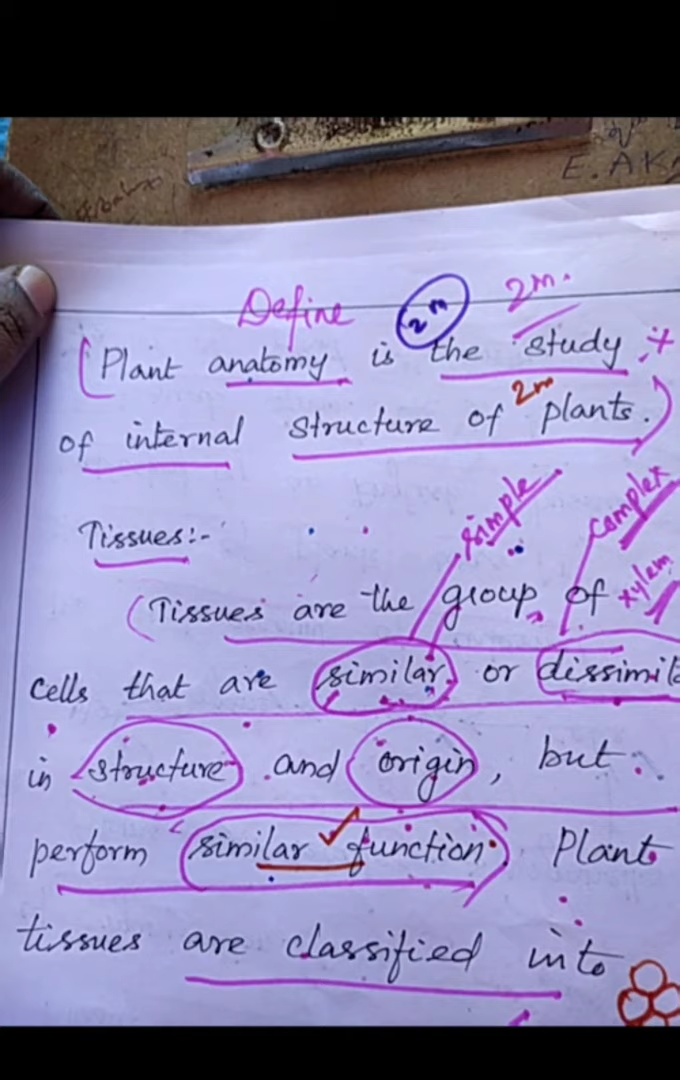 E. AK
Define 2m 2m.
(Plant anatomy is the study
of internal structure of 2m plants.)
Tissues:-
simple complex
(Tissues are the group of xylem
cells that are similar or dissimil
in structure and origin, but
perform similar function. Plant
tissues are classified into